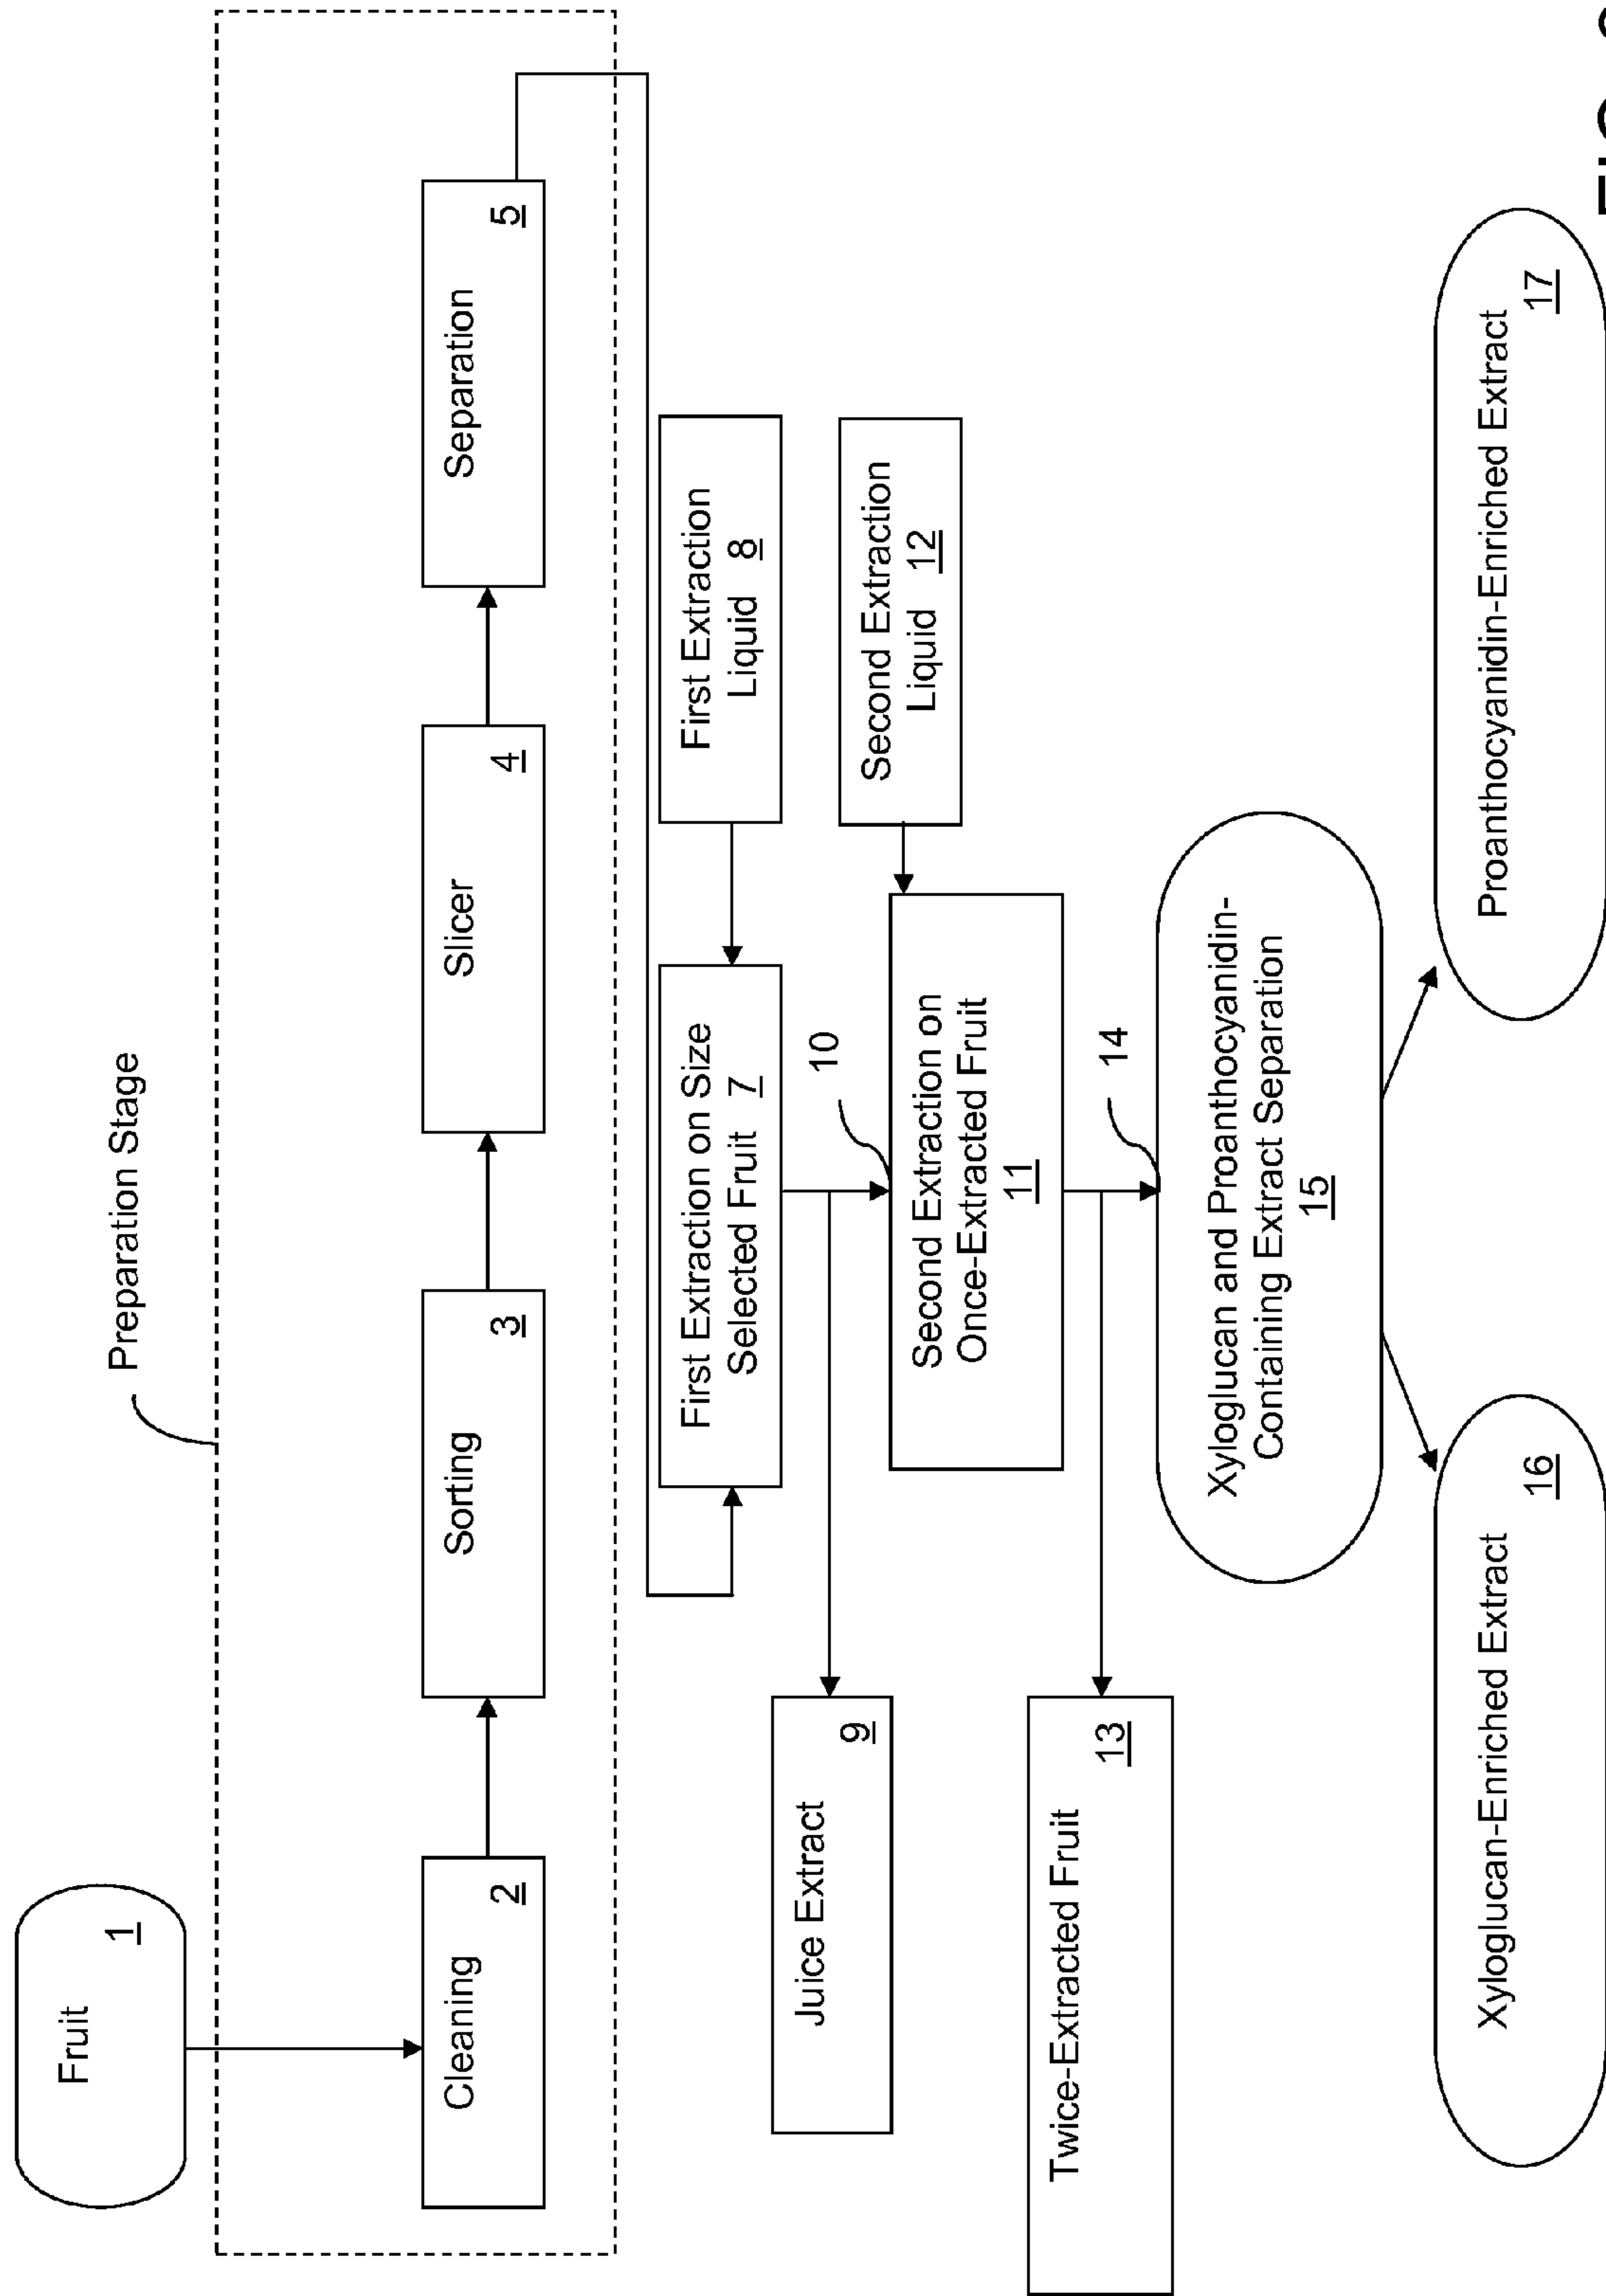 Fruit
1
Preparation Stage
Cleaning
2
Sorting
3
Slicer
4
Separation
5
First Extraction on Size
Selected Fruit 7
First Extraction
Liquid 8
Juice Extract
9
10
Second Extraction on
Once-Extracted Fruit
11
Second Extraction
Liquid 12
Twice-Extracted Fruit
13
14
Xyloglucan and Proanthocyanidin-
Containing Extract Separation
15
Xyloglucan-Enriched Extract
16
Proanthocyanidin-Enriched Extract
17